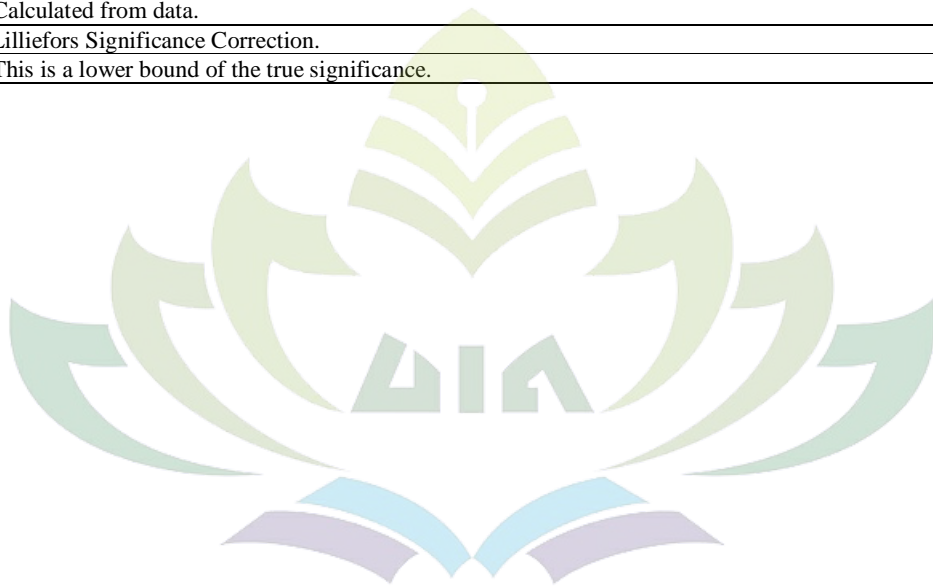 Calculated from data.
Lilliefors Significance Correction.
This is a lower bound of the true significance.